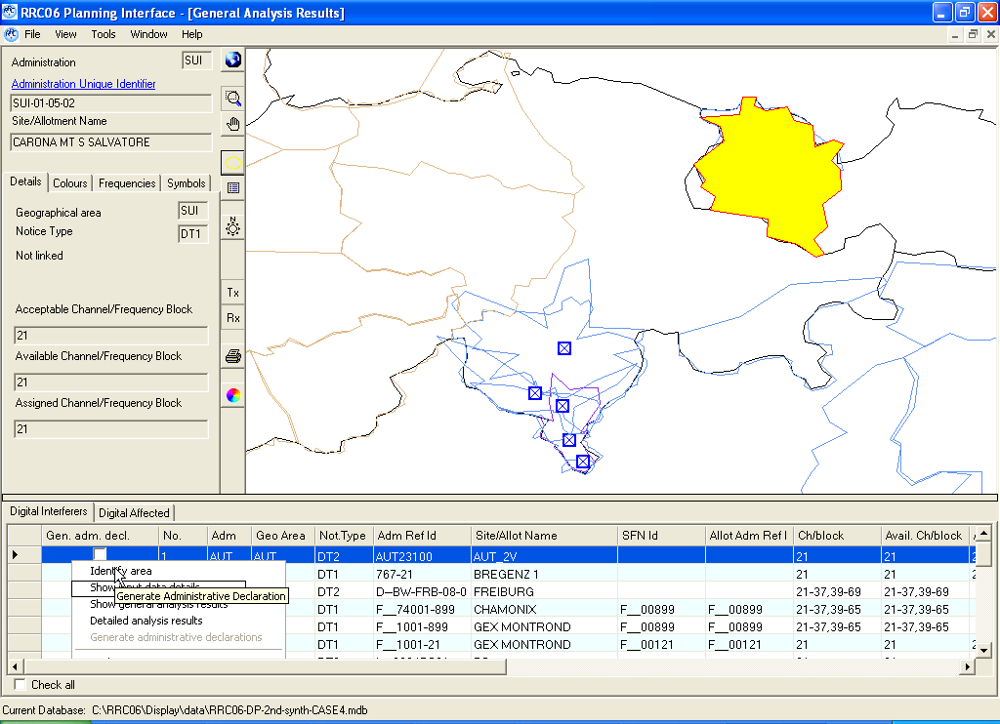 RRC06 Planning Interface - [General Analysis Results]
File View Tools Window Help
Administration SUI
Administration Unique Identifier
SUI-01-05-02
Site/Allotment Name
CARONA MT S SALVATORE
Details Colours Frequencies Symbols
Geographical area SUI
Notice Type DT1
Not linked
Acceptable Channel/Frequency Block
21
Available Channel/Frequency Block
21
Assigned Channel/Frequency Block
21
N
Tx
Rx
Digital Interferers Digital Affected
Gen. adm. decl. No. Adm Geo Area Not.Type Adm Ref Id Site/Allot Name SFN Id Allot Adm Ref I Ch/block Avail. Ch/block
1 AUT AUT DT2 AUT23100 AUT_2V 21 21
DT1 767-21 BREGENZ 1 21 21
DT2 D--BW-FRB-08-0 FREIBURG 21-37,39-69 21-37,39-69
DT1 F__74001-899 CHAMONIX F__00899 F__00899 21-37,39-65 21-37,39-65
DT1 F__1001-899 GEX MONTROND F__00899 F__00899 21-37,39-65 21-37,39-65
DT1 F__1001-21 GEX MONTROND F__00121 F__00121 21 21
Identify area
Show input data details
Generate Administrative Declaration
Show general analysis results
Detailed analysis results
Generate administrative declarations
Check all
Current Database: C:\RRC06\Display\data\RRC06-DP-2nd-synth-CASE4.mdb